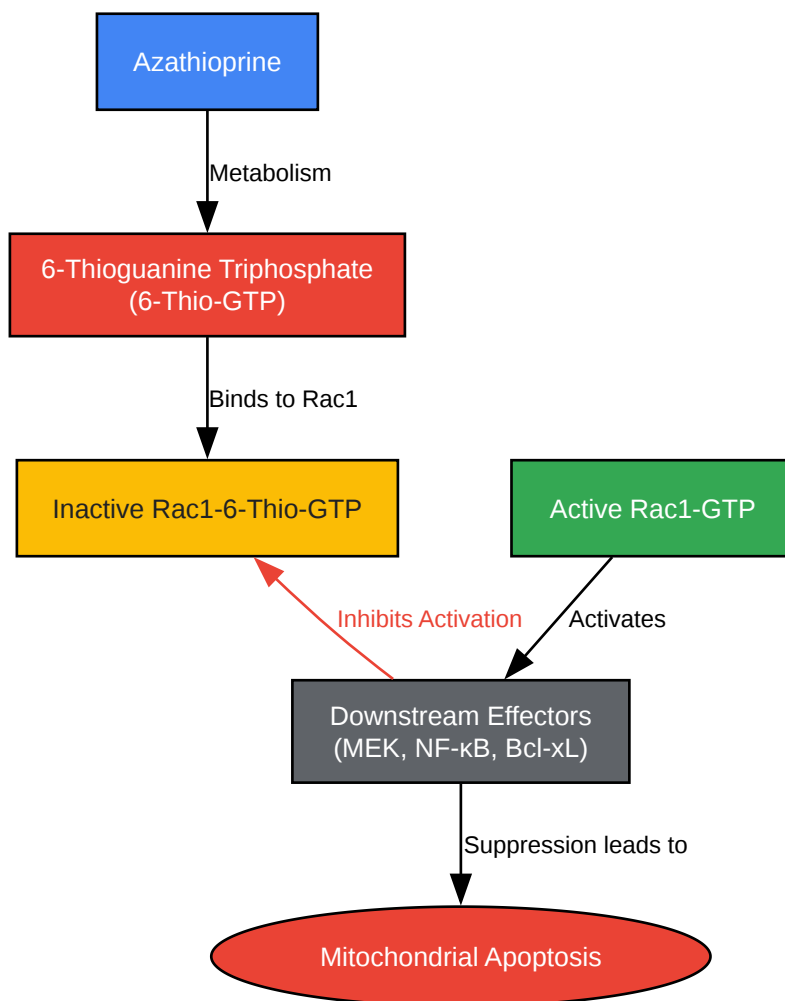 Azathioprine
Metabolism
6-Thioguanine Triphosphate
(6-Thio-GTP)
Binds to Rac1
Inactive Rac1-6-Thio-GTP
Active Rac1-GTP
Inhibits Activation
Activates
Downstream Effectors
(MEK, NF-κB, Bcl-xL)
Suppression leads to
Mitochondrial Apoptosis